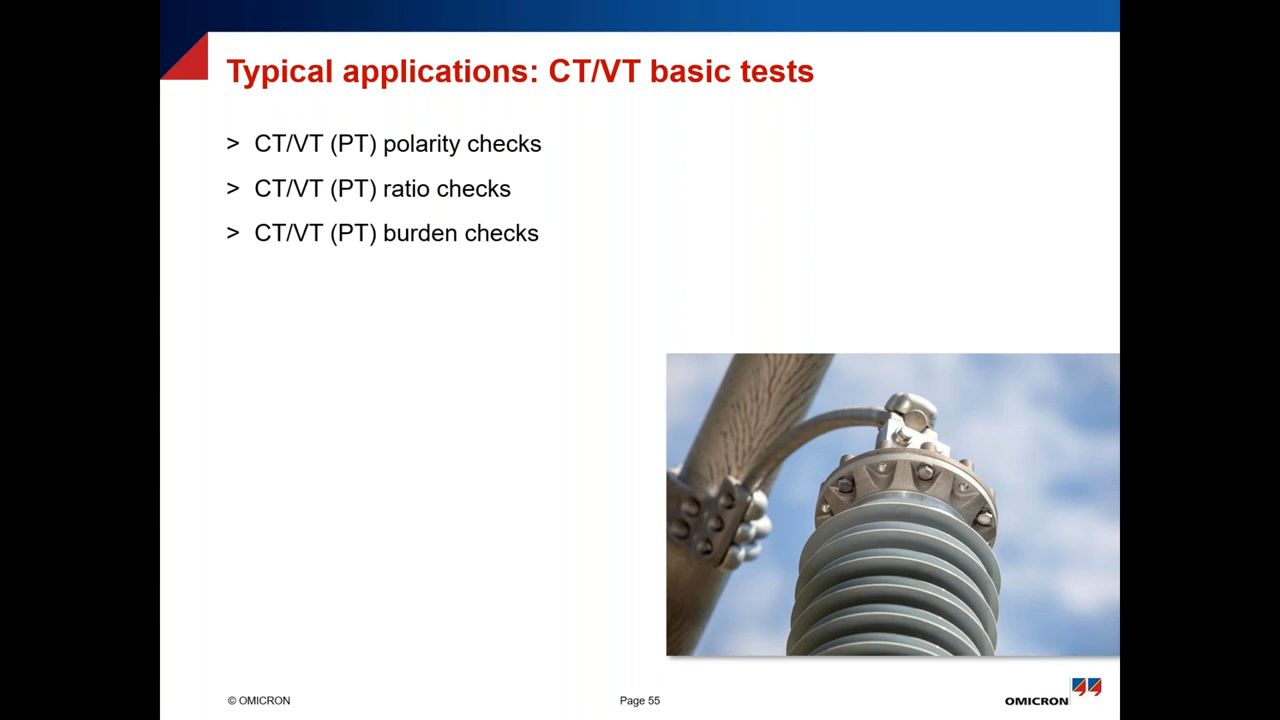 Typical applications: CT/VT basic tests
> CT/VT (PT) polarity checks
> CT/VT (PT) ratio checks
> CT/VT (PT) burden checks
© OMICRON
Page 55
OMICRON